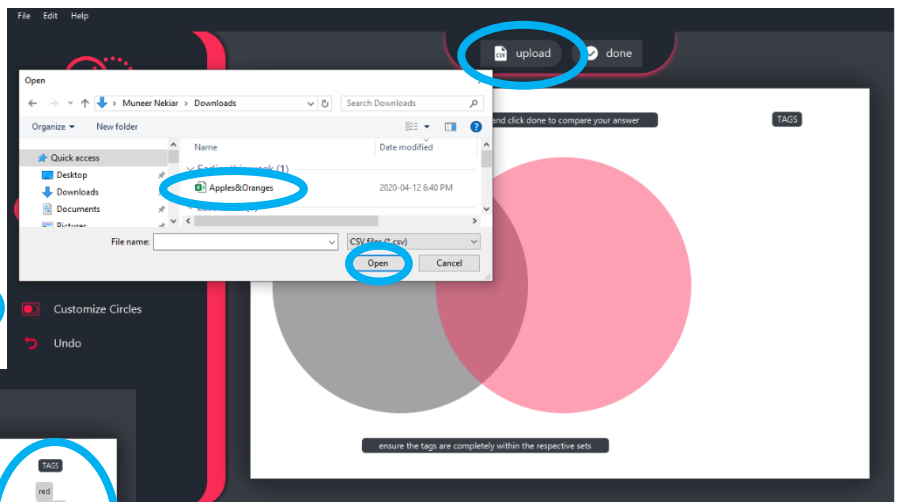 File Edit Help
CSV upload done
Open
Muneer Nekiar > Downloads Search Downloads
Organize New folder ?
Name Date modified
Quick access
Desktop
Downloads
Documents
Pictures
(1)
Apples&Oranges 2020-04-12 6:40 PM
File name: CSV files (*.csv)
Open Cancel
and click done to compare your answer
TAGS
Customize Circles
Undo
ensure the tags are completely within the respective sets
TAGS
red